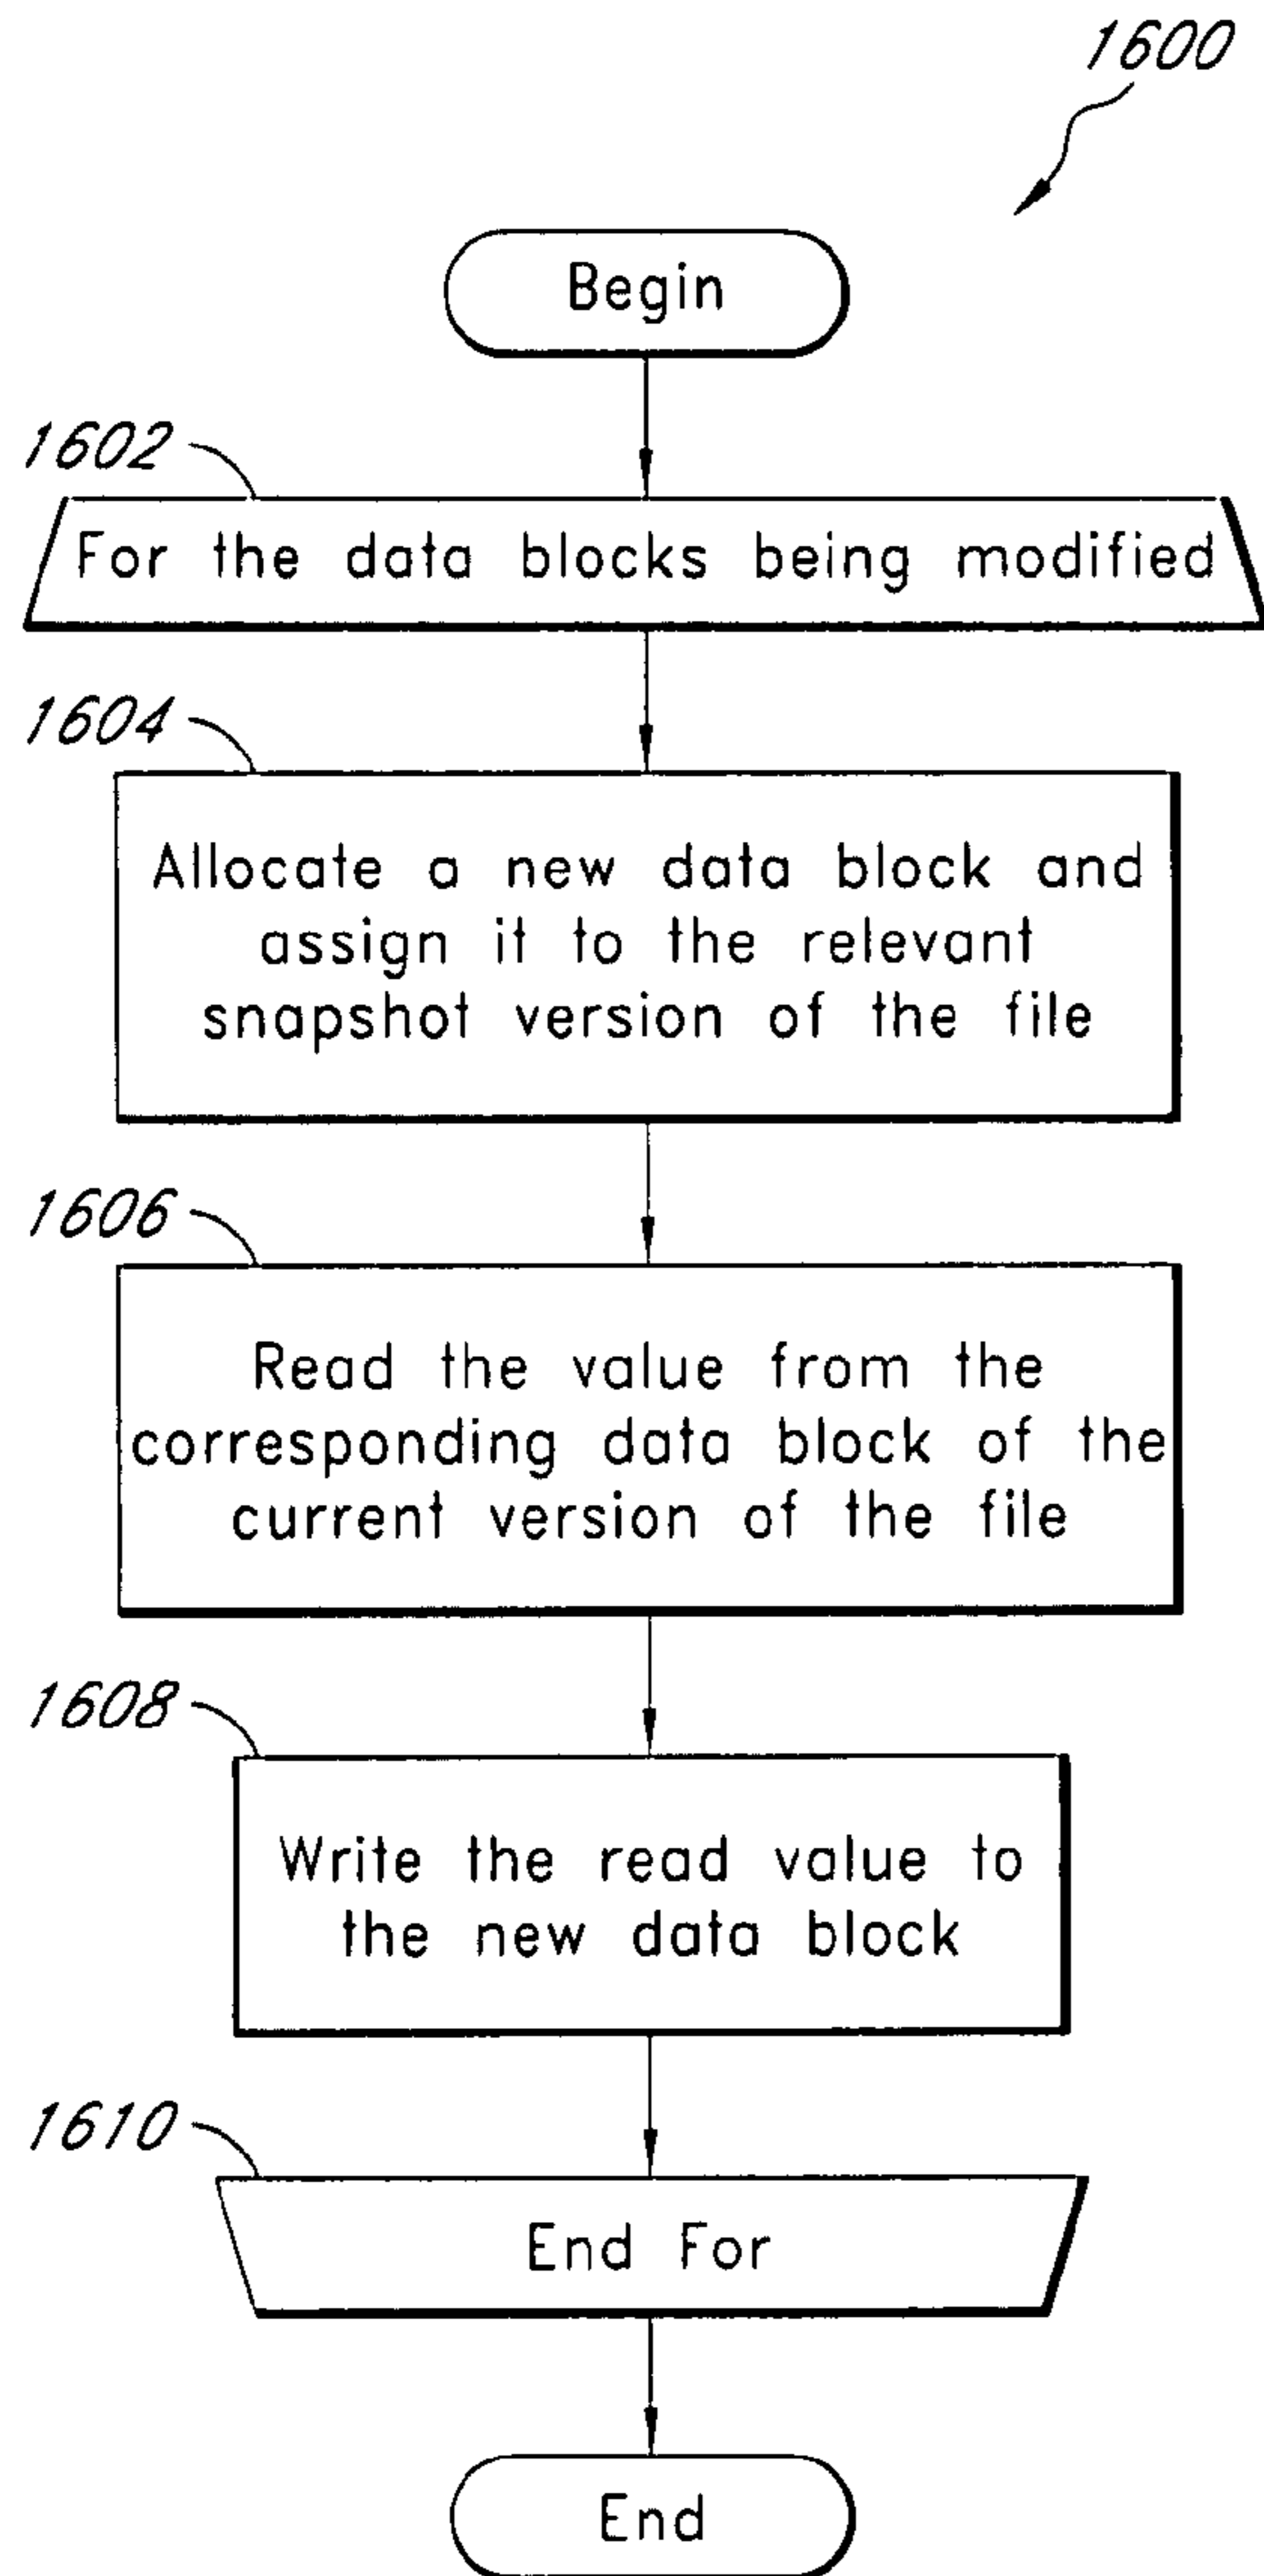 1600
Begin
1602
For the data blocks being modified
1604
Allocate a new data block and
assign it to the relevant
snapshot version of the file
1606
Read the value from the
corresponding data block of the
current version of the file
1608
Write the read value to
the new data block
1610
End For
End